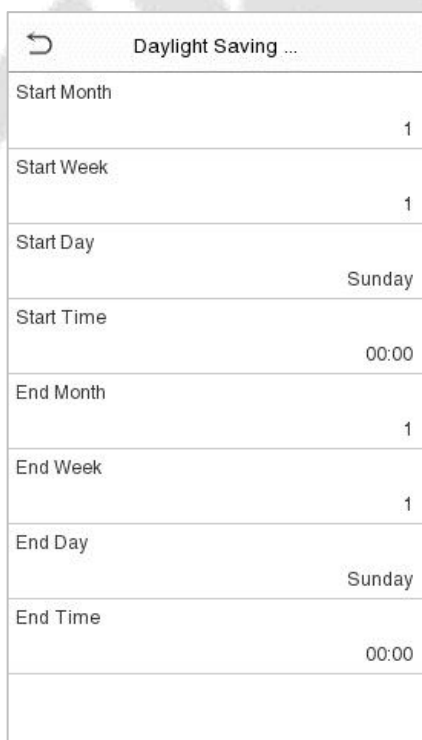 Daylight Saving ...
Start Month
1
Start Week
1
Start Day
Sunday
Start Time
00:00
End Month
1
End Week
1
End Day
Sunday
End Time
00:00